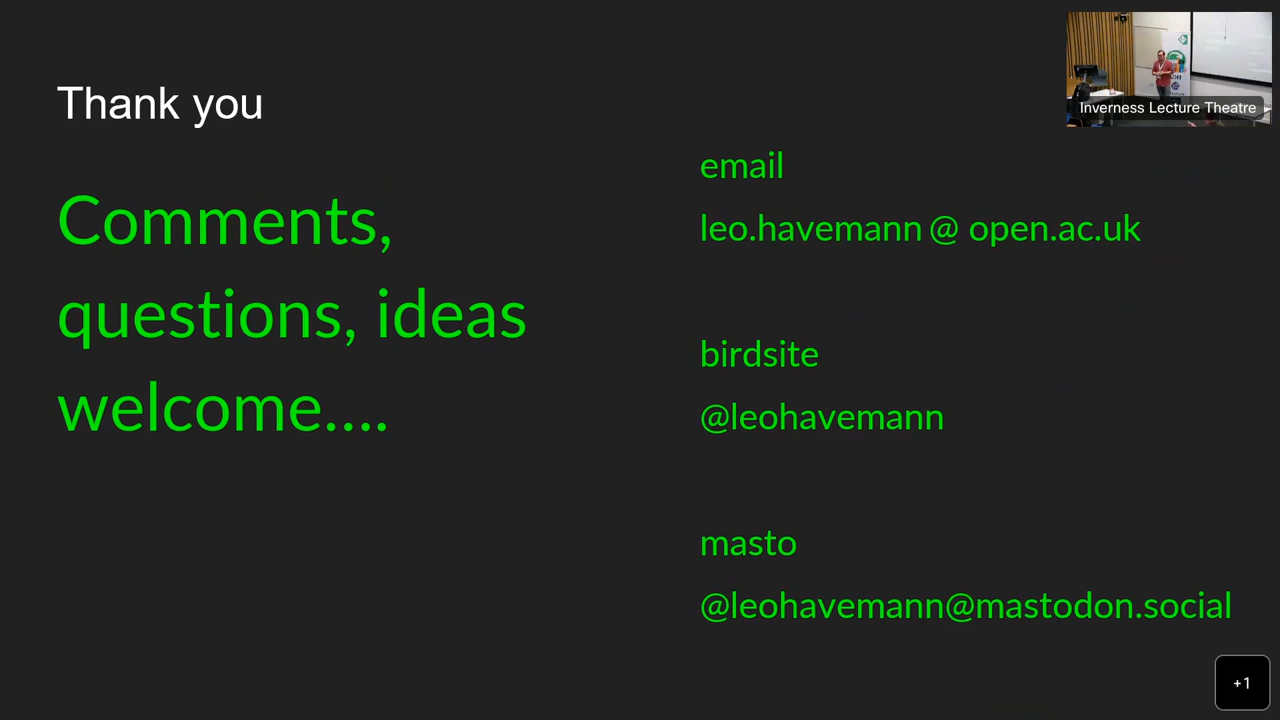 Thank you
Comments,
questions, ideas
welcome....
email
leo.havemann @ open.ac.uk
birdsite
@leohavemann
masto
@leohavemann@mastodon.social
Inverness Lecture Theatre
+1